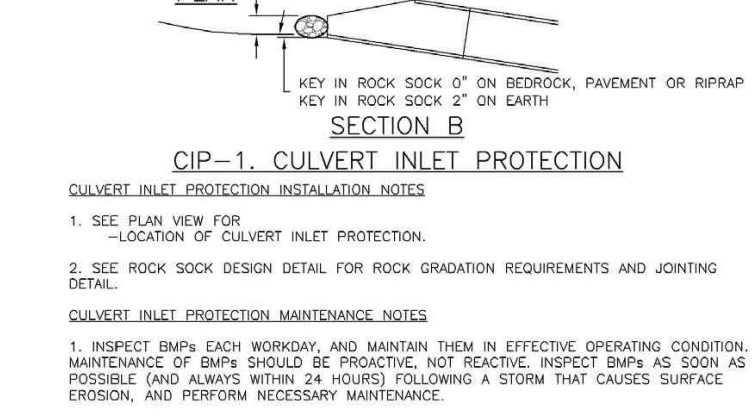 KEY IN ROCK SOCK 0" ON BEDROCK, PAVEMENT OR RIPRAP
KEY IN ROCK SOCK 2" ON EARTH
SECTION B
CIP-1. CULVERT INLET PROTECTION
CULVERT INLET PROTECTION INSTALLATION NOTES
1. SEE PLAN VIEW FOR
-LOCATION OF CULVERT INLET PROTECTION.
2. SEE ROCK SOCK DESIGN DETAIL FOR ROCK GRADATION REQUIREMENTS AND JOINTING
DETAIL.
CULVERT INLET PROTECTION MAINTENANCE NOTES
1. INSPECT BMPs EACH WORKDAY, AND MAINTAIN THEM IN EFFECTIVE OPERATING CONDITION.
MAINTENANCE OF BMPs SHOULD BE PROACTIVE, NOT REACTIVE. INSPECT BMPs AS SOON AS
POSSIBLE (AND ALWAYS WITHIN 24 HOURS) FOLLOWING A STORM THAT CAUSES SURFACE
EROSION, AND PERFORM NECESSARY MAINTENANCE.